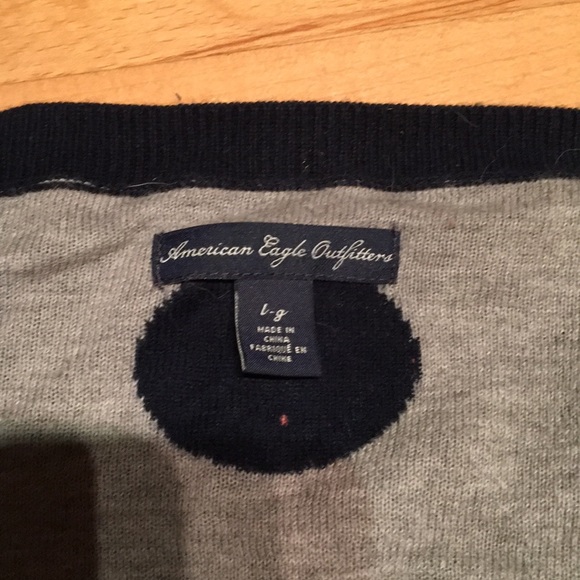 American Eagle Outfitters
l-g
MADE IN
CHINA
FABRIQUÉ EN
CHINE